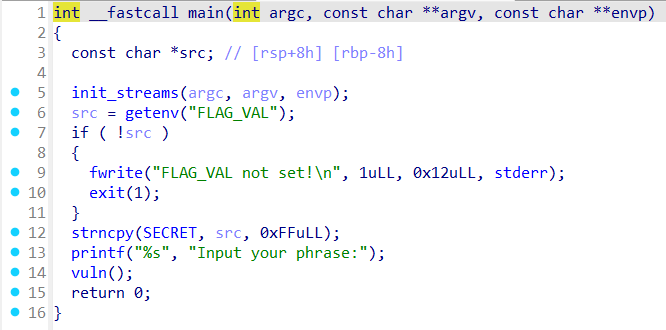 1 int __fastcall main(int argc, const char **argv, const char **envp)
2 {
3 const char *src; // [rsp+8h] [rbp-8h]
4
5 init_streams(argc, argv, envp);
6 src = getenv("FLAG_VAL");
7 if ( !src )
8 {
9 fwrite("FLAG_VAL not set!\n", 1uLL, 0x12uLL, stderr);
10 exit(1);
11 }
12 strncpy(SECRET, src, 0xFFuLL);
13 printf("%s", "Input your phrase:");
14 vuln();
15 return 0;
16 }